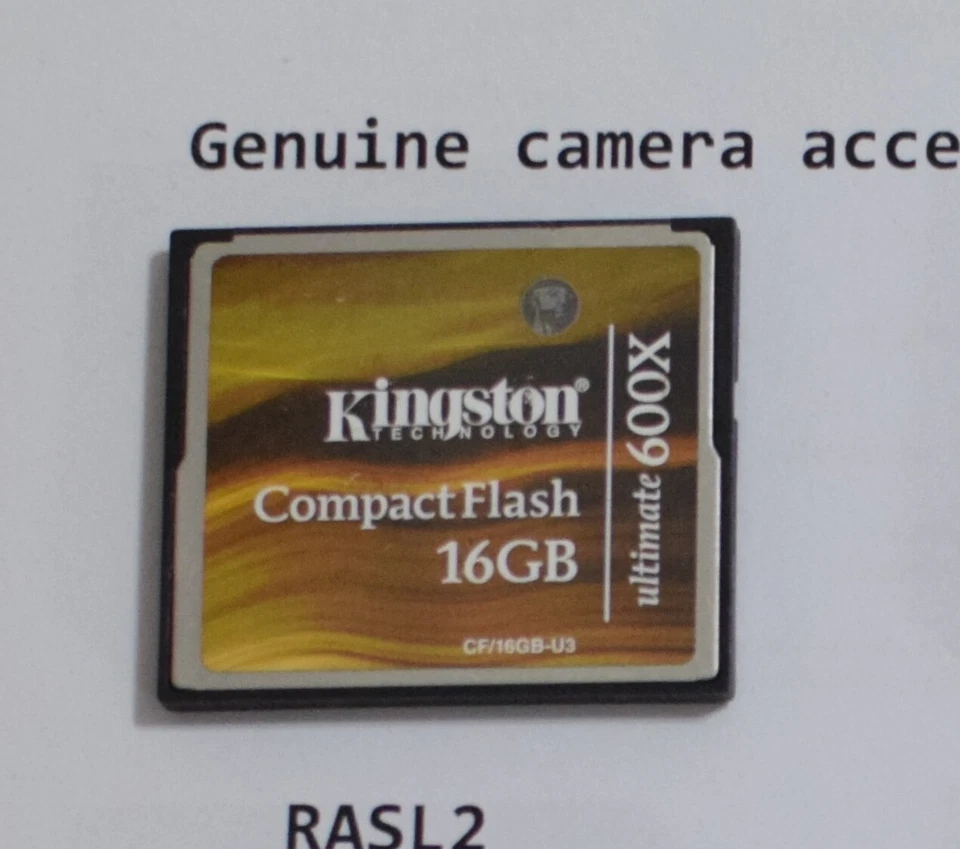 Genuine camera acce
Kingston®
TECHNOLOGY
CompactFlash
16GB
ultimate 600X
CF/16GB-U3
RASL2